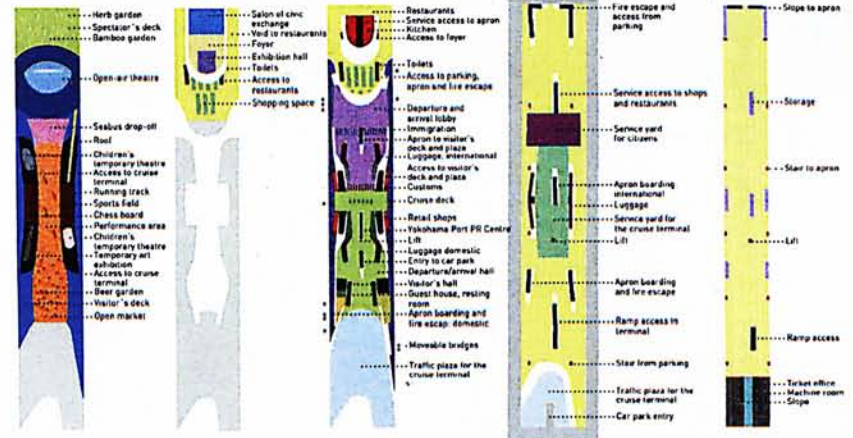 Herb garden
Spectator's deck
Bamboo garden
Open-air theatre
Seabus drop-off
Roof
Children's
temporary theatre
Access to cruise
terminal
Running track
Sports field
Chess board
Performance area
Children's
temporary theatre
Temporary art
exhibition
Access to cruise
terminal
Beer garden
Visitor's deck
Open market
Salon of civic
exchange
Void to restaurants
Foyer
Exhibition hall
Toilets
Access to
restaurants
Shopping space
Restaurants
Service access to apron
Kitchen
Access to foyer
Toilets
Access to parking,
apron and fire escape
Departure and
arrival lobby
Immigration
Apron to visitor's
deck and plaza
Luggage, international
Access to visitor's
deck and plaza
Customs
Cruise deck
Retail shops
Yokohama Port PR Centre
Lift
Luggage domestic
Entry to car park
Departure/arrival hall
Visitor's hall
Guest house, resting
room
Apron boarding and
fire escap: domestic
Moveable bridges
Traffic plaza for the
cruise terminal
Fire escape and
access from
parking
Service access to shops
and restaurants
Service yard
for citizens
Apron boarding
international
Luggage
Service yard for
the cruise terminal
Lift
Apron boarding
and fire escape
Ramp access to
terminal
Stair from parking
Traffic plaza for the
cruise terminal
Car park entry
Slope to apron
Storage
Stair to apron
Lift
Ramp access
Ticket office
Machine room
Slope